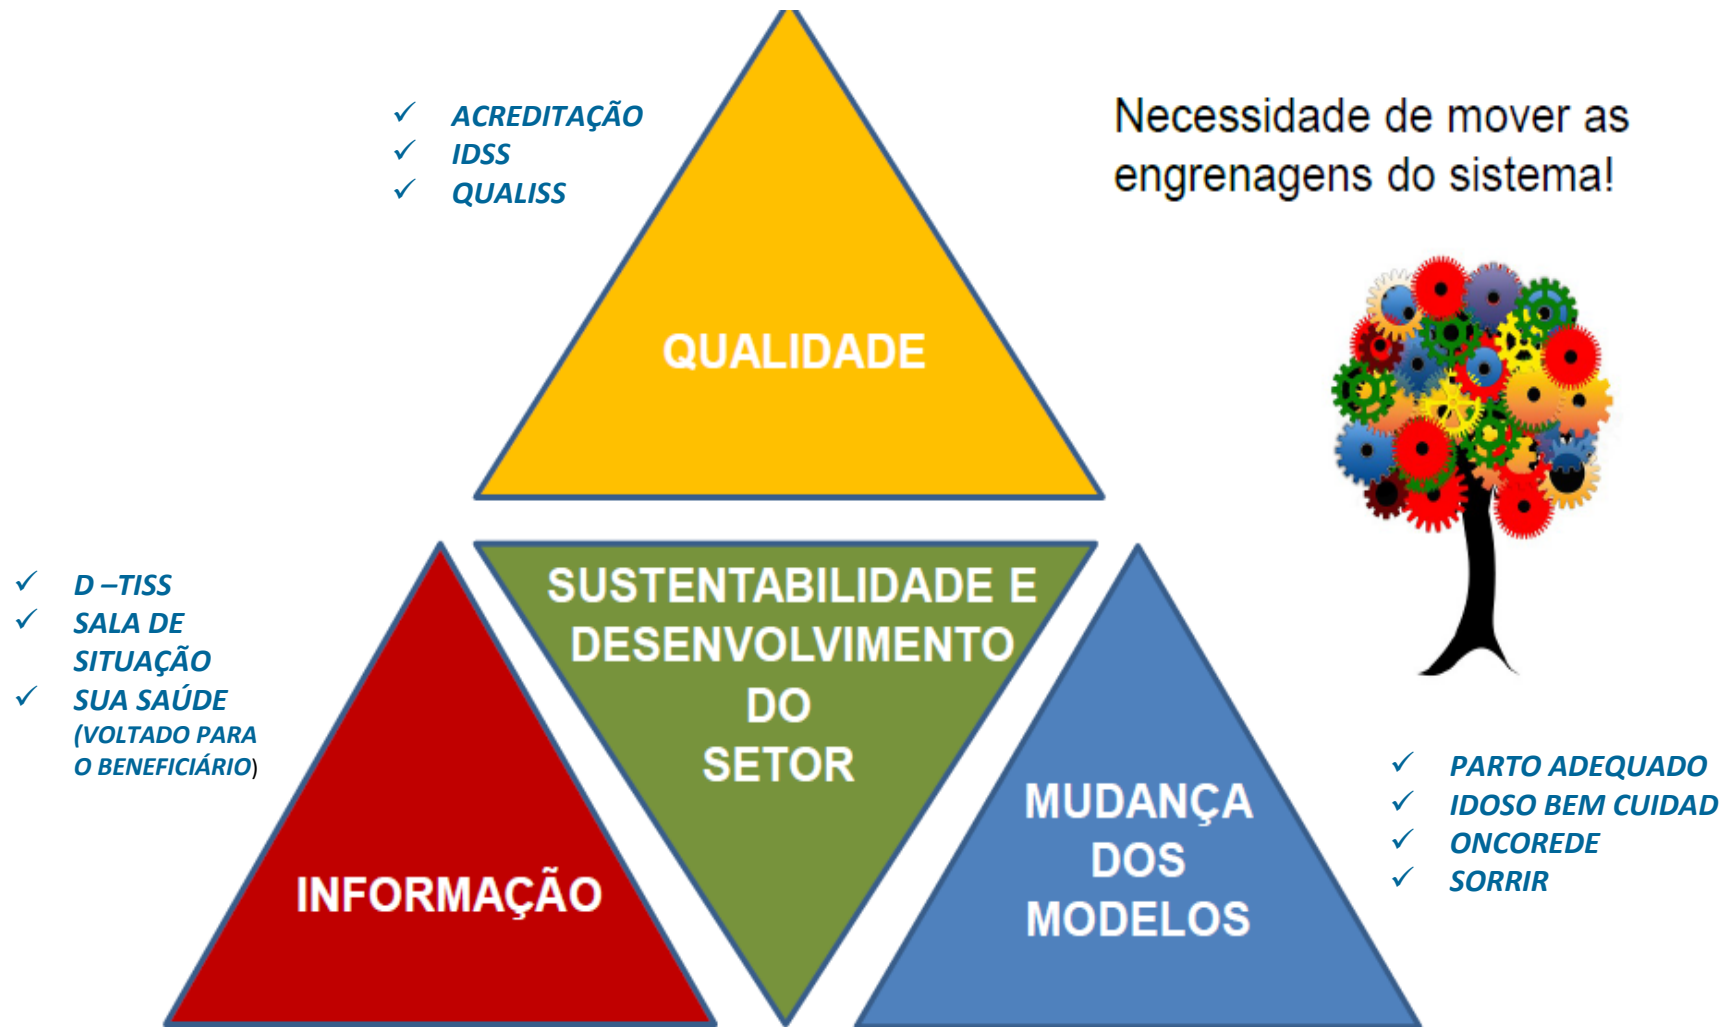 ✓ ACREDITAÇÃO
✓ IDSS
✓ QUALISS
Necessidade de mover as
engrenagens do sistema!
QUALIDADE
✓ D –TISS
✓ SALA DE
SITUAÇÃO
✓ SUA SAÚDE
(VOLTADO PARA
O BENEFICIÁRIO)
INFORMAÇÃO
SUSTENTABILIDADE E
DESENVOLVIMENTO
DO
SETOR
MUDANÇA
DOS
MODELOS
✓ PARTO ADEQUADO
✓ IDOSO BEM CUIDAD
✓ ONCOREDE
✓ SORRIR